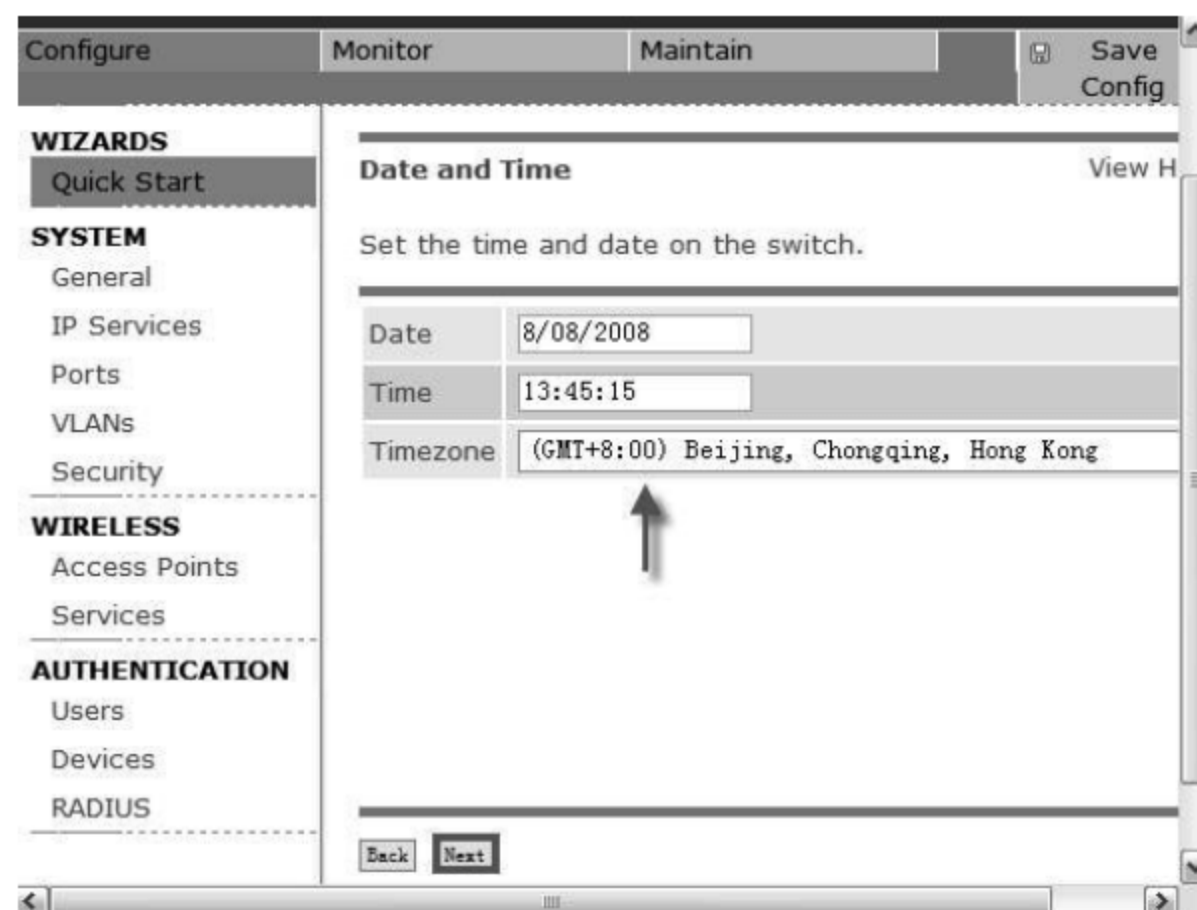 Configure
Monitor
Maintain
Save
Config
WIZARDS
Quick Start
SYSTEM
General
IP Services
Ports
VLANs
Security
WIRELESS
Access Points
Services
AUTHENTICATION
Users
Devices
RADIUS
Date and Time
View H
Set the time and date on the switch.
Date 8/08/2008
Time 13:45:15
Timezone (GMT+8:00) Beijing, Chongqing, Hong Kong
Back Next